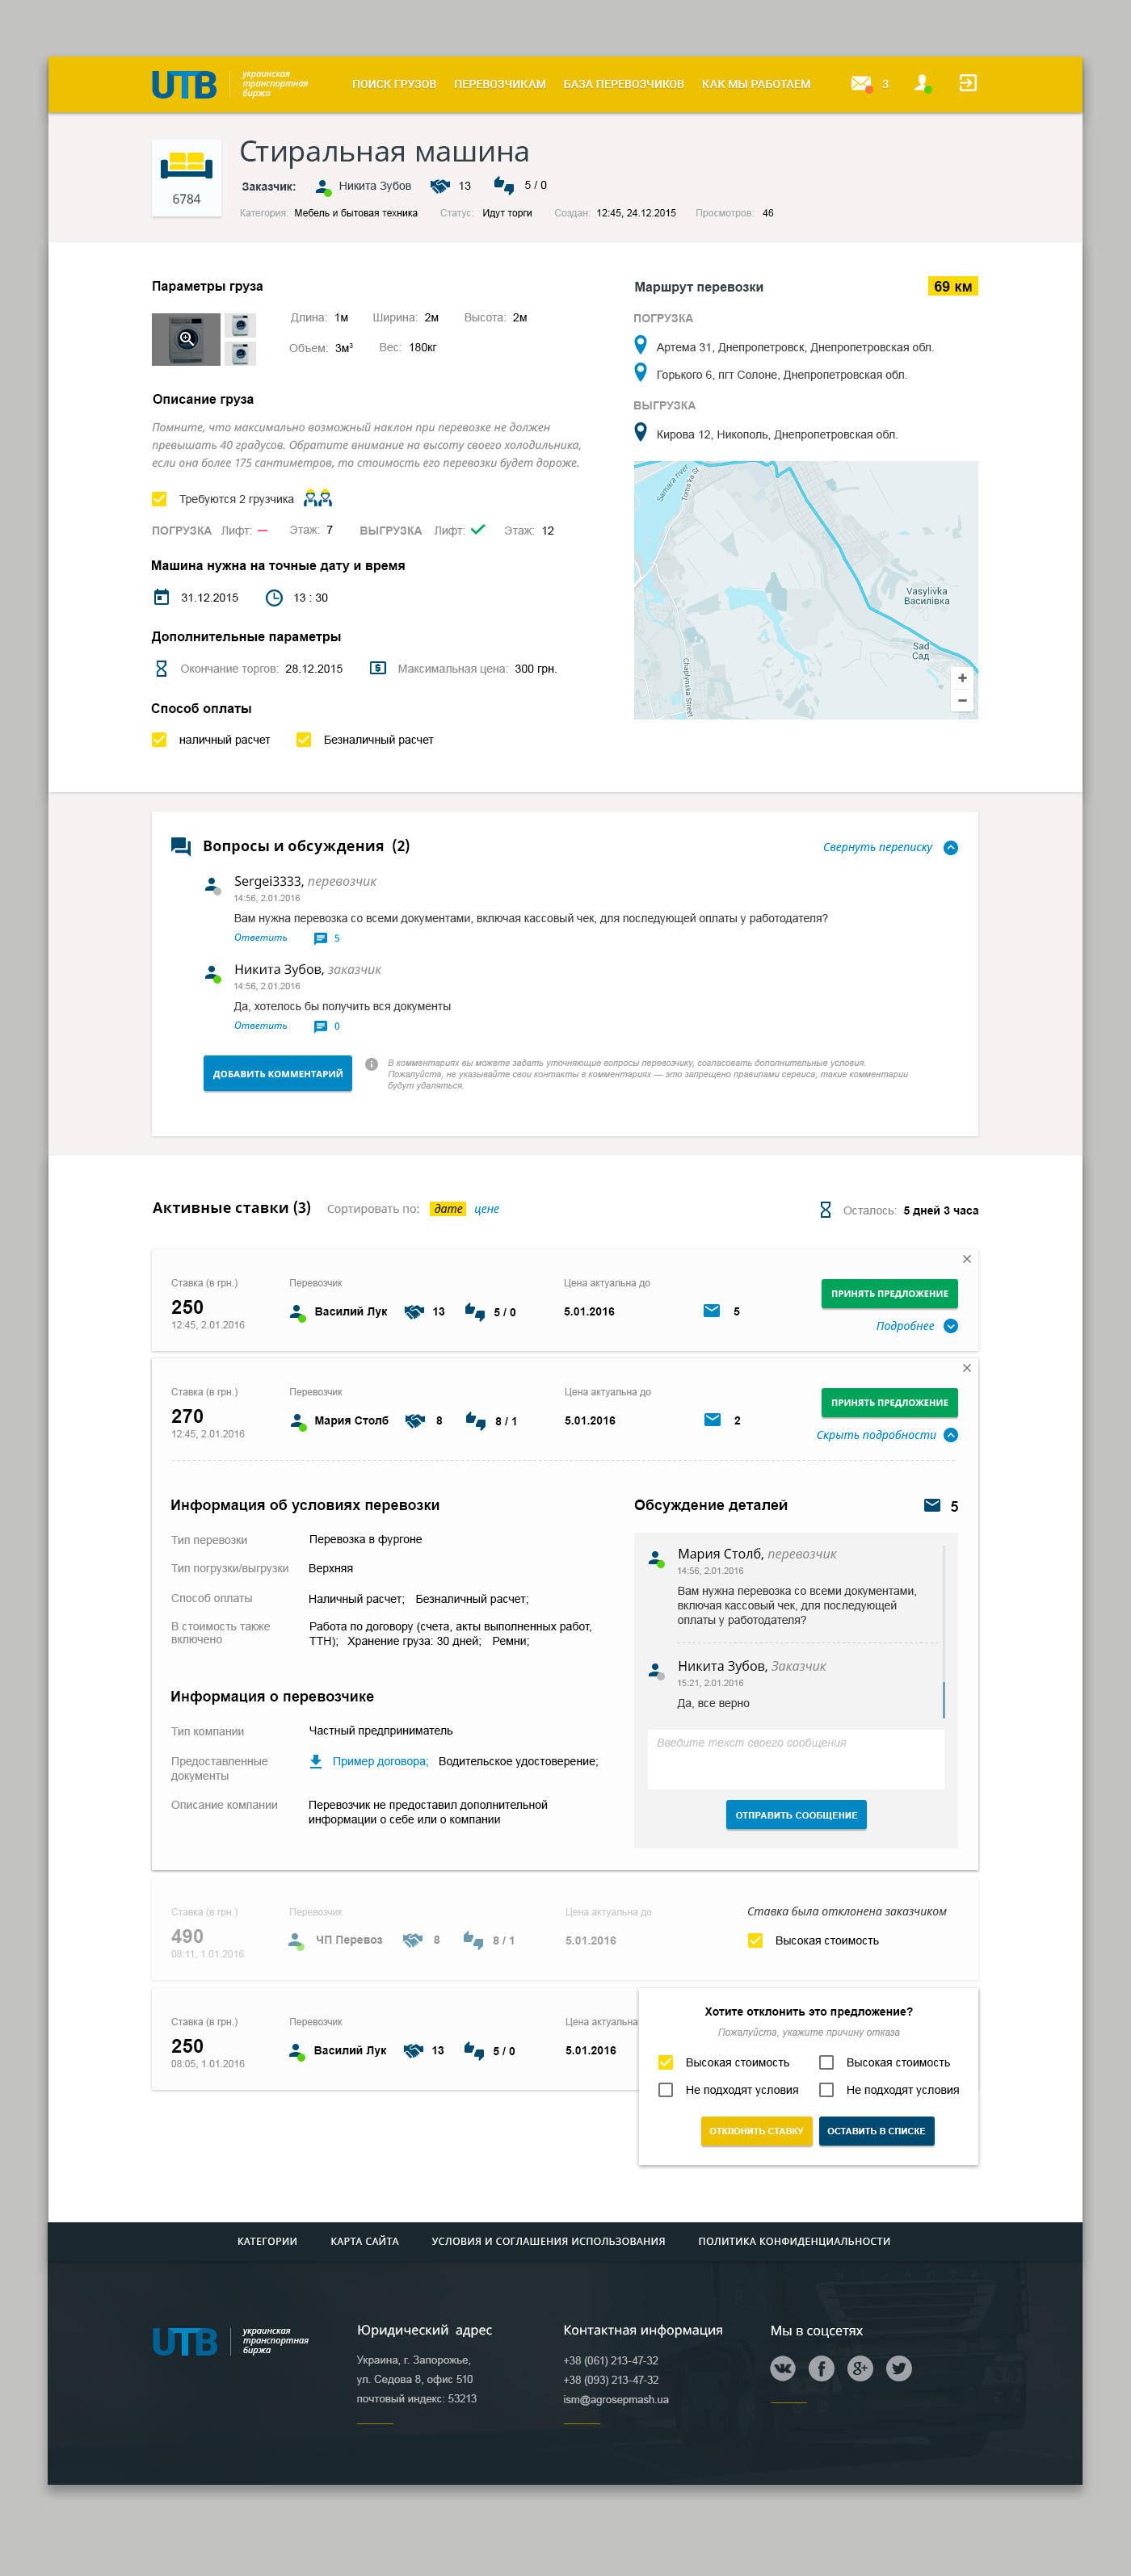 UTB украинская
транспортная
биржа
ПОИСК ГРУЗОВ ПЕРЕВОЗЧИКАМ БАЗА ПЕРЕВОЗЧИКОВ КАК МЫ РАБОТАЕМ 3
Стиральная машина
6784
Заказчик: Никита Зубов 13 5 / 0
Категория: Мебель и бытовая техника Статус: Идут торги Создан: 12:45, 24.12.2015 Просмотров: 46
Параметры груза
Длина: 1м Ширина: 2м Высота: 2м
Объем: 3м³ Вес: 180кг
Описание груза
Помните, что максимально возможный наклон при перевозке не должен
превышать 40 градусов. Обратите внимание на высоту своего холодильника,
если она более 175 сантиметров, то стоимость его перевозки будет дороже.
Требуются 2 грузчика
ПОГРУЗКА Лифт: Этаж: 7 ВЫГРУЗКА Лифт: Этаж: 12
Машина нужна на точные дату и время
31.12.2015 13 : 30
Дополнительные параметры
Окончание торгов: 28.12.2015 Максимальная цена: 300 грн.
Способ оплаты
наличный расчет Безналичный расчет
Маршрут перевозки 69 км
ПОГРУЗКА
Артема 31, Днепропетровск, Днепропетровская обл.
Горького 6, пгт Солоне, Днепропетровская обл.
ВЫГРУЗКА
Кирова 12, Никополь, Днепропетровская обл.
Samara river
Toms'ka St
Vasylivka
Василівка
Sad
Сад
Chaplynska Street
+
−
Вопросы и обсуждения (2) Свернуть переписку
Sergei3333, перевозчик
14:56, 2.01.2016
Вам нужна перевозка со всеми документами, включая кассовый чек, для последующей оплаты у работодателя?
Ответить 5
Никита Зубов, заказчик
14:56, 2.01.2016
Да, хотелось бы получить вся документы
Ответить 0
ДОБАВИТЬ КОММЕНТАРИЙ
В комментариях вы можете задать уточняющие вопросы перевозчику, согласовать дополнительные условия.
Пожалуйста, не указывайте свои контакты в комментариях — это запрещено правилами сервиса, такие комментарии
будут удаляться.
Активные ставки (3) Сортировать по: дате цене Осталось: 5 дней 3 часа
Ставка (в грн.) Перевозчик Цена актуальна до
250 Василий Лук 13 5 / 0 5.01.2016 5 ПРИНЯТЬ ПРЕДЛОЖЕНИЕ
12:45, 2.01.2016 Подробнее
Ставка (в грн.) Перевозчик Цена актуальна до
270 Мария Столб 8 8 / 1 5.01.2016 2 ПРИНЯТЬ ПРЕДЛОЖЕНИЕ
12:45, 2.01.2016 Скрыть подробности
Информация об условиях перевозки
Тип перевозки Перевозка в фургоне
Тип погрузки/выгрузки Верхняя
Способ оплаты Наличный расчет; Безналичный расчет;
В стоимость также Работа по договору (счета, акты выполненных работ,
включено ТТН); Хранение груза: 30 дней; Ремни;
Информация о перевозчике
Тип компании Частный предприниматель
Предоставленные Пример договора; Водительское удостоверение;
документы
Описание компании Перевозчик не предоставил дополнительной
информации о себе или о компании
Обсуждение деталей 5
Мария Столб, перевозчик
14:56, 2.01.2016
Вам нужна перевозка со всеми документами,
включая кассовый чек, для последующей
оплаты у работодателя?
Никита Зубов, Заказчик
15:21, 2.01.2016
Да, все верно
Введите текст своего сообщения
ОТПРАВИТЬ СООБЩЕНИЕ
Ставка (в грн.) Перевозчик Цена актуальна до Ставка была отклонена заказчиком
490 ЧП Перевоз 8 8 / 1 5.01.2016 Высокая стоимость
08:11, 1.01.2016
Ставка (в грн.) Перевозчик Цена актуальна
250 Василий Лук 13 5 / 0 5.01.2016
08:05, 1.01.2016
Хотите отклонить это предложение?
Пожалуйста, укажите причину отказа
Высокая стоимость Высокая стоимость
Не подходят условия Не подходят условия
ОТКЛОНИТЬ СТАВКУ ОСТАВИТЬ В СПИСКЕ
КАТЕГОРИИ КАРТА САЙТА УСЛОВИЯ И СОГЛАШЕНИЯ ИСПОЛЬЗОВАНИЯ ПОЛИТИКА КОНФИДЕНЦИАЛЬНОСТИ
UTB украинская
транспортная
биржа
Юридический адрес
Украина, г. Запорожье,
ул. Седова 8, офис 510
почтовый индекс: 53213
Контактная информация
+38 (061) 213-47-32
+38 (093) 213-47-32
ism@agrosepmash.ua
Мы в соцсетях